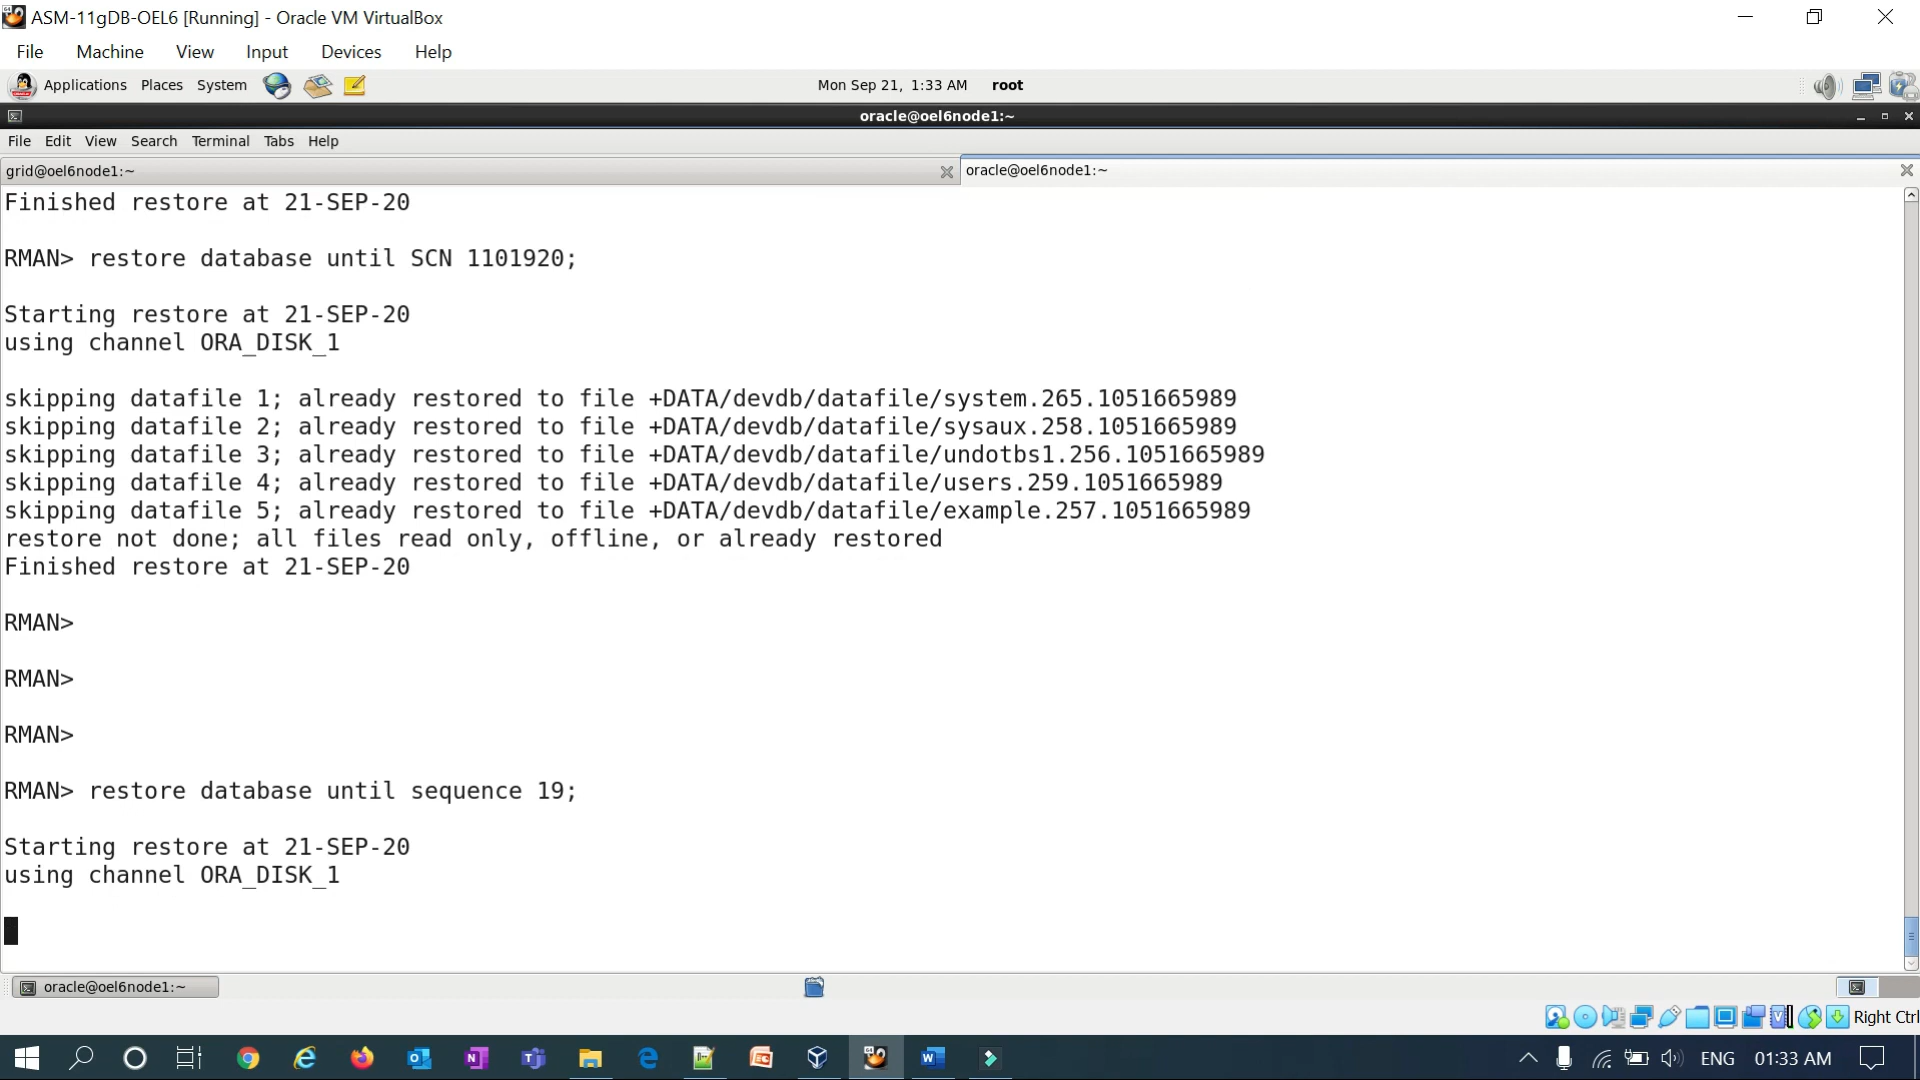 ASM-11gDB-OEL6 [Running] - Oracle VM VirtualBox
File Machine View Input Devices Help
Applications Places System Mon Sep 21, 1:33 AM root
oracle@oel6node1:~
File Edit View Search Terminal Tabs Help
grid@oel6node1:~ oracle@oel6node1:~
Finished restore at 21-SEP-20
RMAN> restore database until SCN 1101920;
Starting restore at 21-SEP-20
using channel ORA_DISK_1
skipping datafile 1; already restored to file +DATA/devdb/datafile/system.265.1051665989
skipping datafile 2; already restored to file +DATA/devdb/datafile/sysaux.258.1051665989
skipping datafile 3; already restored to file +DATA/devdb/datafile/undotbs1.256.1051665989
skipping datafile 4; already restored to file +DATA/devdb/datafile/users.259.1051665989
skipping datafile 5; already restored to file +DATA/devdb/datafile/example.257.1051665989
restore not done; all files read only, offline, or already restored
Finished restore at 21-SEP-20
RMAN>
RMAN>
RMAN>
RMAN> restore database until sequence 19;
Starting restore at 21-SEP-20
using channel ORA_DISK_1
oracle@oel6node1:~
Right Ctrl
ENG 01:33 AM